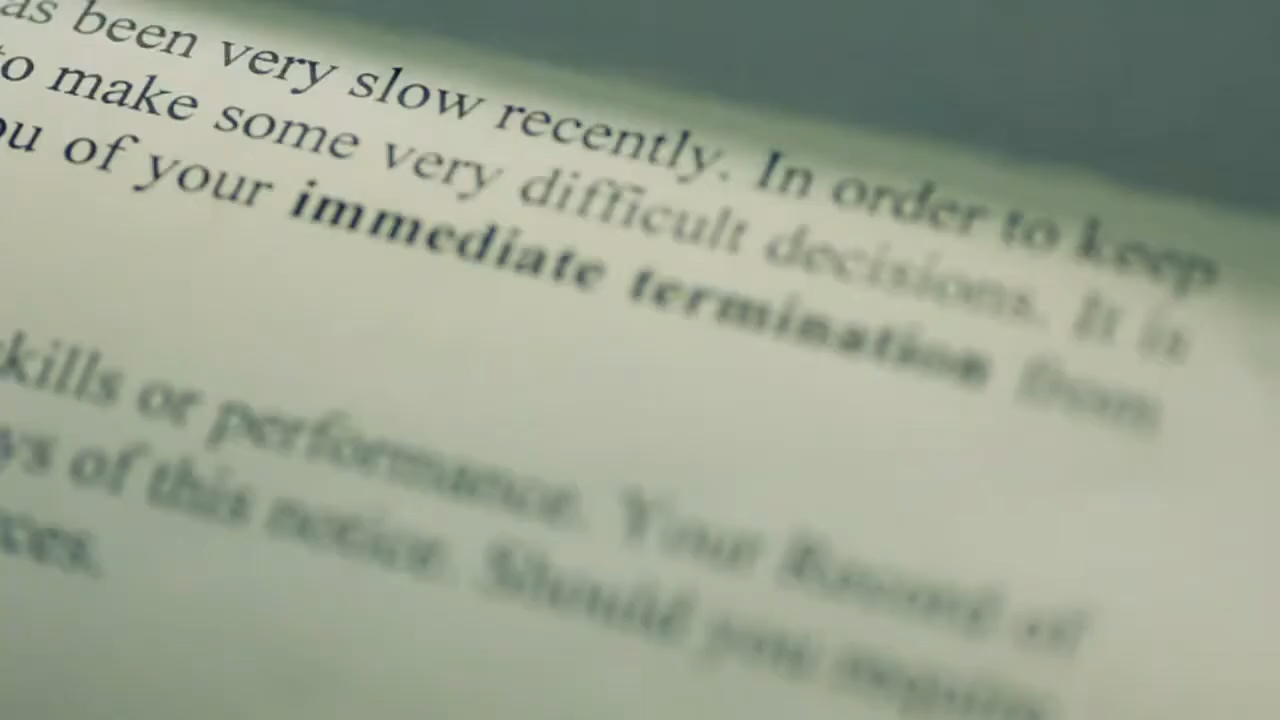 as been very slow recently. In order to keep
to make some very difficult decisions. It is
ou of your immediate termination from
kills or performance. Your Record of
ys of this notice. Should you require
ces.